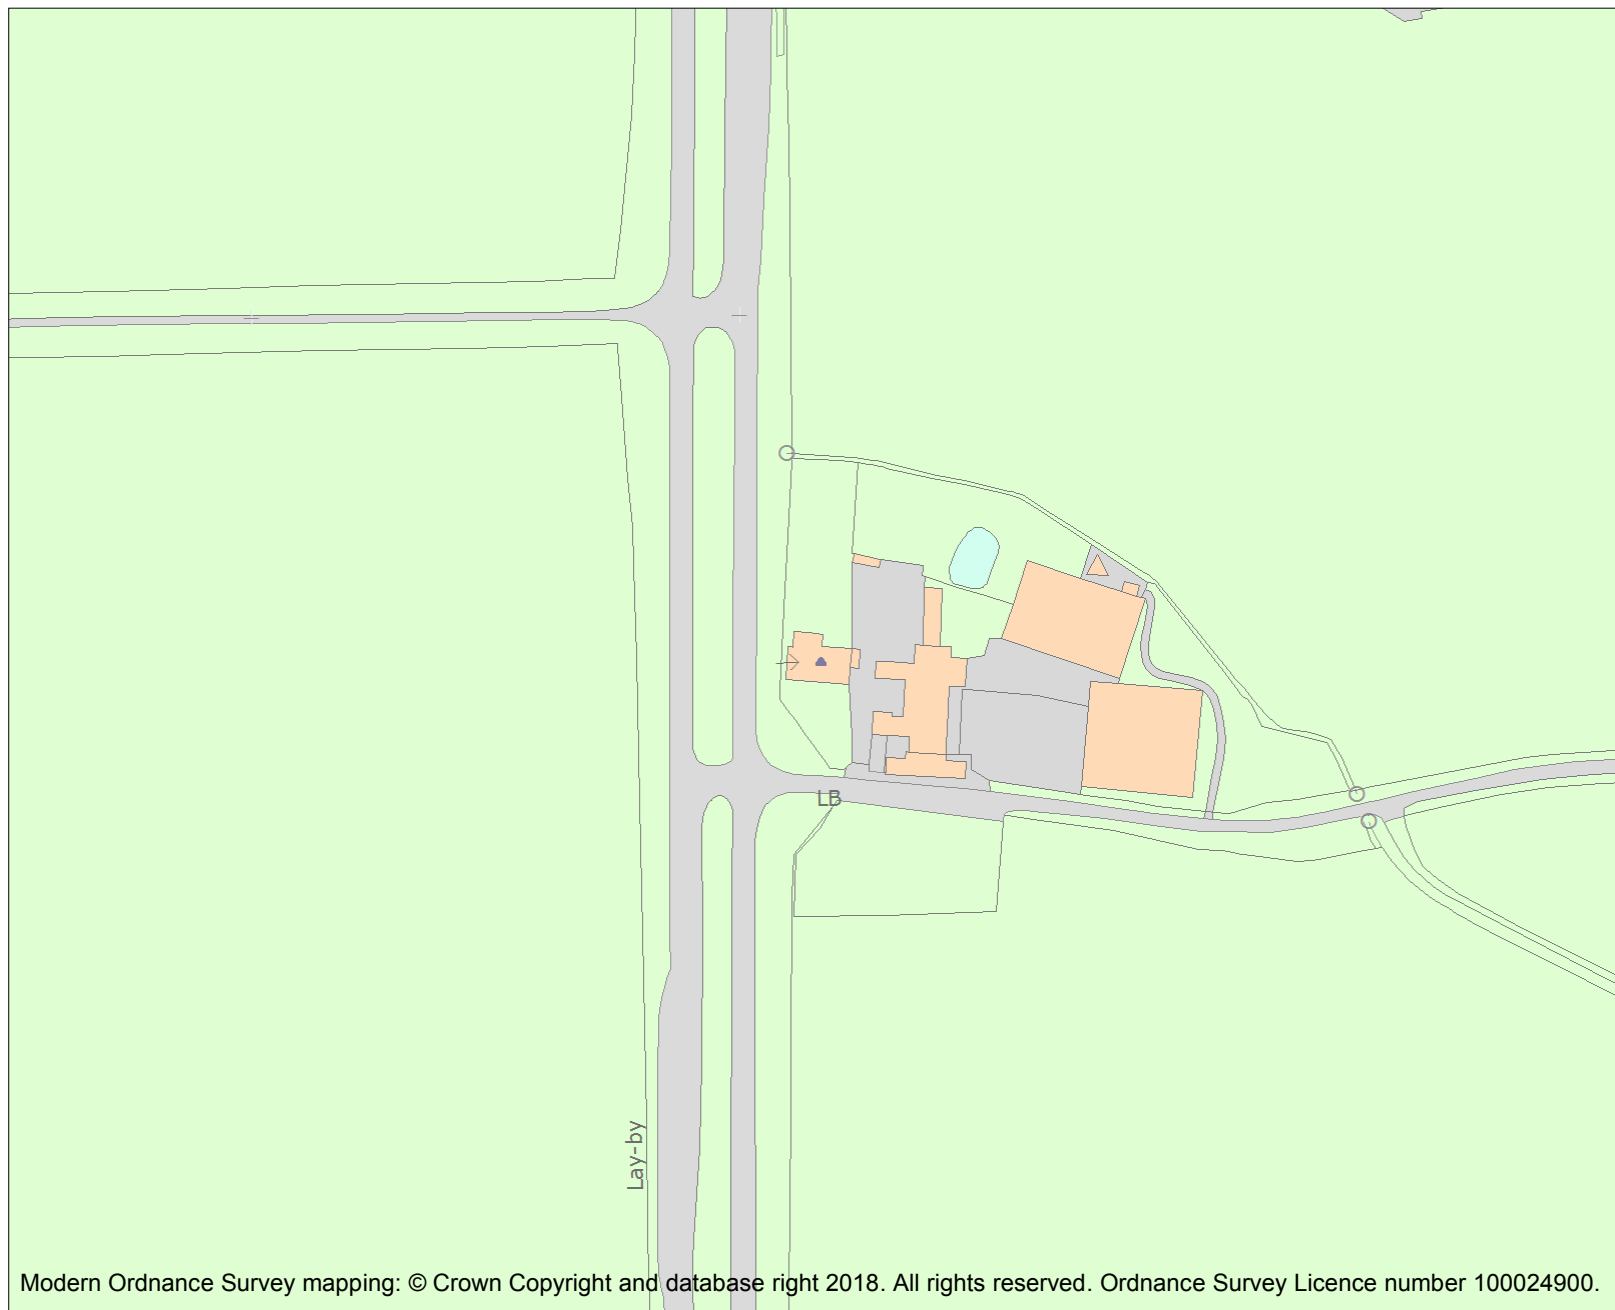 LB
Lay-by
Modern Ordnance Survey mapping: © Crown Copyright and database right 2018. All rights reserved. Ordnance Survey Licence number 100024900.